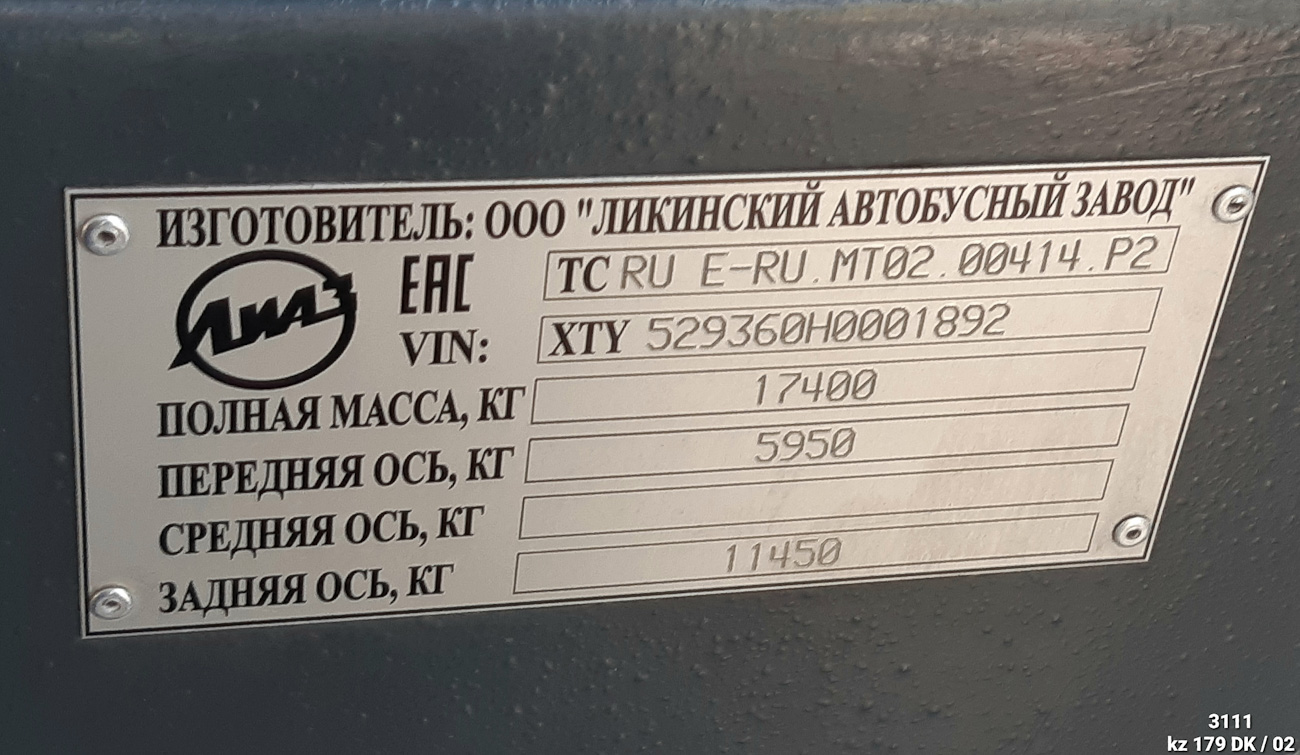 ИЗГОТОВИТЕЛЬ: ООО "ЛИКИНСКИЙ АВТОБУСНЫЙ ЗАВОД"
ЛиАЗ
ЕАС
ТС RU E-RU.MT02.00414.P2
VIN: XTY 529360H0001892
ПОЛНАЯ МАССА, КГ 17400
ПЕРЕДНЯЯ ОСЬ, КГ 5950
СРЕДНЯЯ ОСЬ, КГ
ЗАДНЯЯ ОСЬ, КГ 11450
3111
kz 179 DK / 02